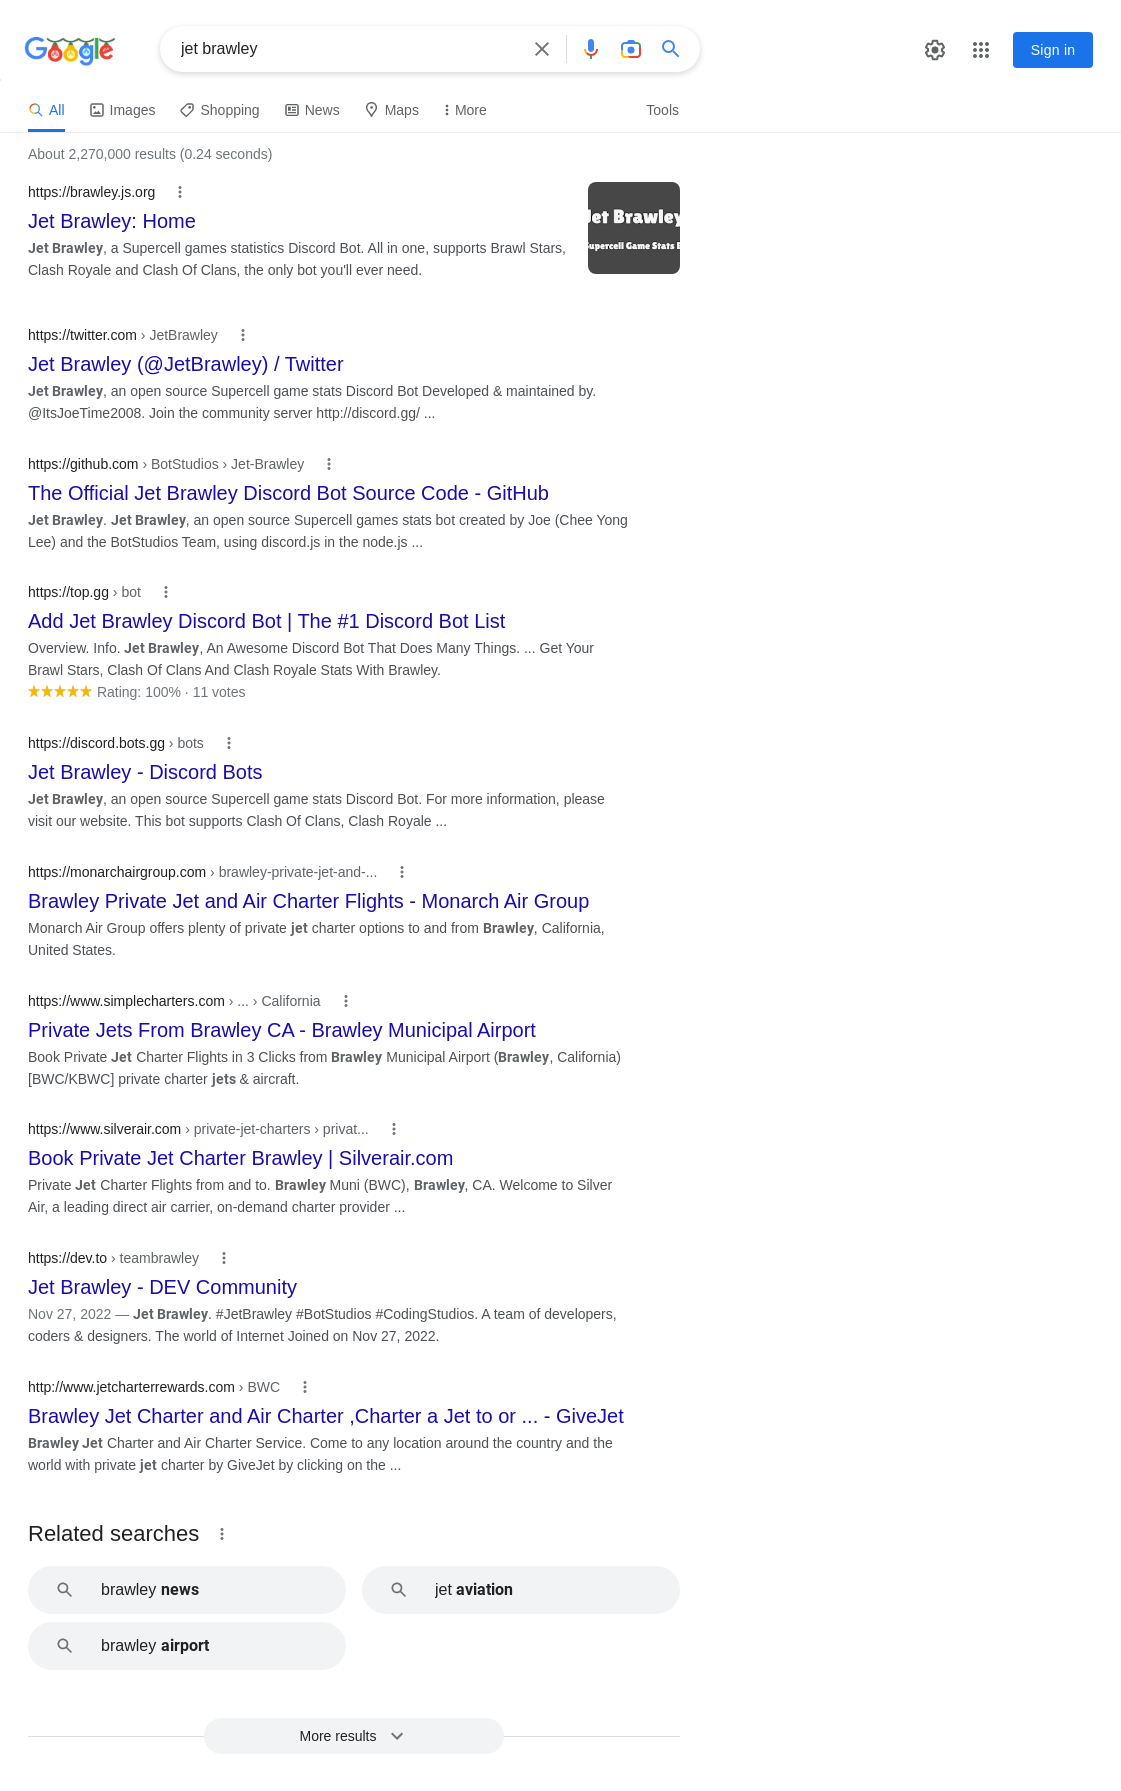 Google
jet brawley
Sign in
All Images Shopping News Maps More Tools
About 2,270,000 results (0.24 seconds)
https://brawley.js.org
Jet Brawley: Home
Jet Brawley, a Supercell games statistics Discord Bot. All in one, supports Brawl Stars,
Clash Royale and Clash Of Clans, the only bot you'll ever need.
Jet Brawley
Supercell Game Stats B
https://twitter.com › JetBrawley
Jet Brawley (@JetBrawley) / Twitter
Jet Brawley, an open source Supercell game stats Discord Bot Developed & maintained by.
@ItsJoeTime2008. Join the community server http://discord.gg/ ...
https://github.com › BotStudios › Jet-Brawley
The Official Jet Brawley Discord Bot Source Code - GitHub
Jet Brawley. Jet Brawley, an open source Supercell games stats bot created by Joe (Chee Yong
Lee) and the BotStudios Team, using discord.js in the node.js ...
https://top.gg › bot
Add Jet Brawley Discord Bot | The #1 Discord Bot List
Overview. Info. Jet Brawley, An Awesome Discord Bot That Does Many Things. ... Get Your
Brawl Stars, Clash Of Clans And Clash Royale Stats With Brawley.
Rating: 100% · 11 votes
https://discord.bots.gg › bots
Jet Brawley - Discord Bots
Jet Brawley, an open source Supercell game stats Discord Bot. For more information, please
visit our website. This bot supports Clash Of Clans, Clash Royale ...
https://monarchairgroup.com › brawley-private-jet-and-...
Brawley Private Jet and Air Charter Flights - Monarch Air Group
Monarch Air Group offers plenty of private jet charter options to and from Brawley, California,
United States.
https://www.simplecharters.com › ... › California
Private Jets From Brawley CA - Brawley Municipal Airport
Book Private Jet Charter Flights in 3 Clicks from Brawley Municipal Airport (Brawley, California)
[BWC/KBWC] private charter jets & aircraft.
https://www.silverair.com › private-jet-charters › privat...
Book Private Jet Charter Brawley | Silverair.com
Private Jet Charter Flights from and to. Brawley Muni (BWC), Brawley, CA. Welcome to Silver
Air, a leading direct air carrier, on-demand charter provider ...
https://dev.to › teambrawley
Jet Brawley - DEV Community
Nov 27, 2022 — Jet Brawley. #JetBrawley #BotStudios #CodingStudios. A team of developers,
coders & designers. The world of Internet Joined on Nov 27, 2022.
http://www.jetcharterrewards.com › BWC
Brawley Jet Charter and Air Charter ,Charter a Jet to or ... - GiveJet
Brawley Jet Charter and Air Charter Service. Come to any location around the country and the
world with private jet charter by GiveJet by clicking on the ...
Related searches
brawley news
jet aviation
brawley airport
More results